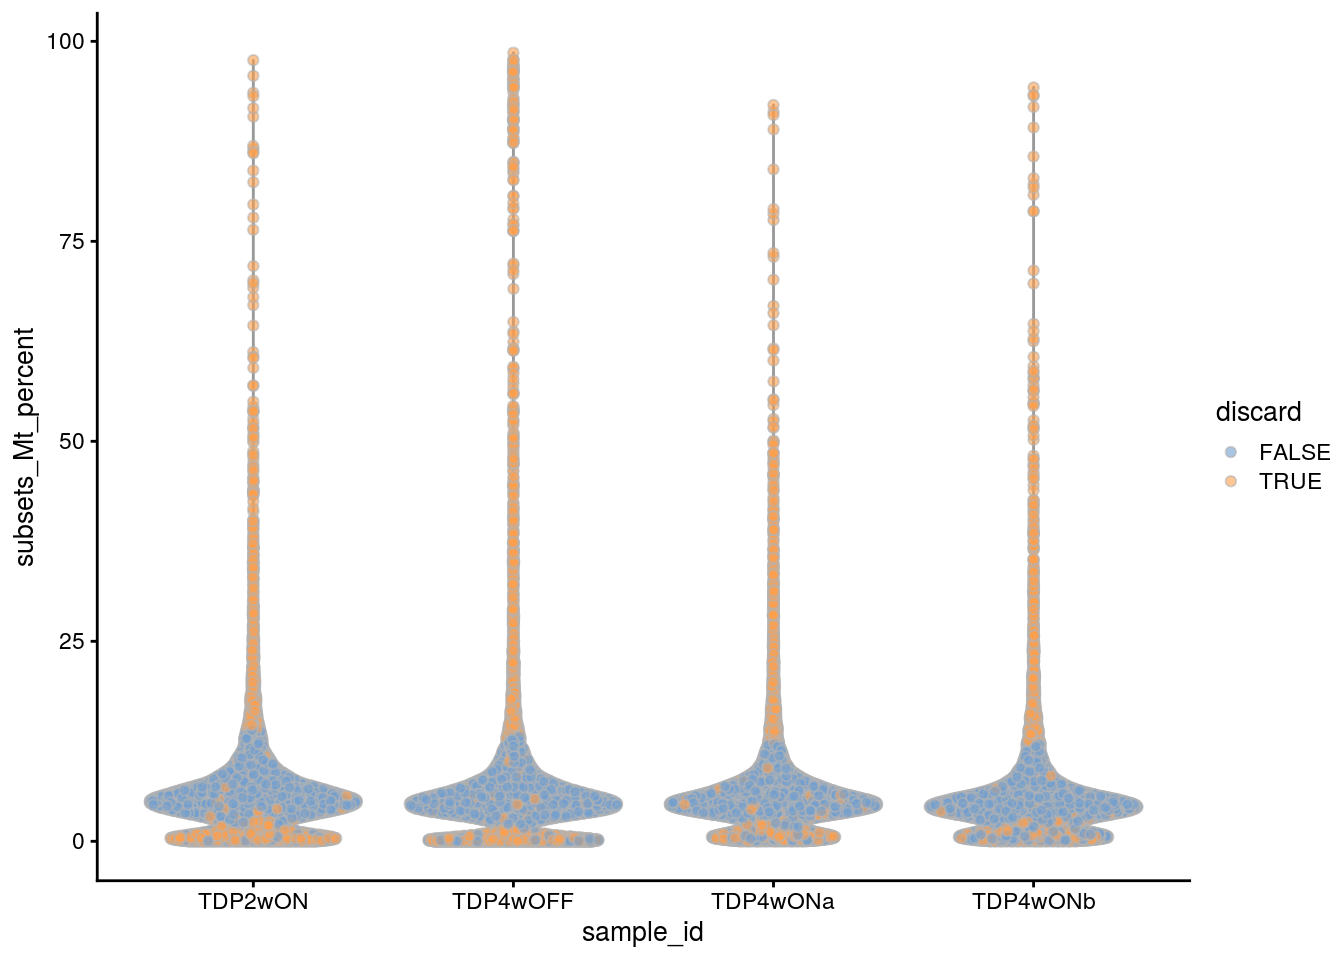 subsets_Mt_percent
100
75
50
25
0
TDP2wON
TDP4wOFF
TDP4wONa
TDP4wONb
sample_id
discard
FALSE
TRUE